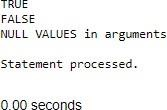 TRUE
FALSE
NULL VALUES in arguments
Statement processed.
0.00 seconds